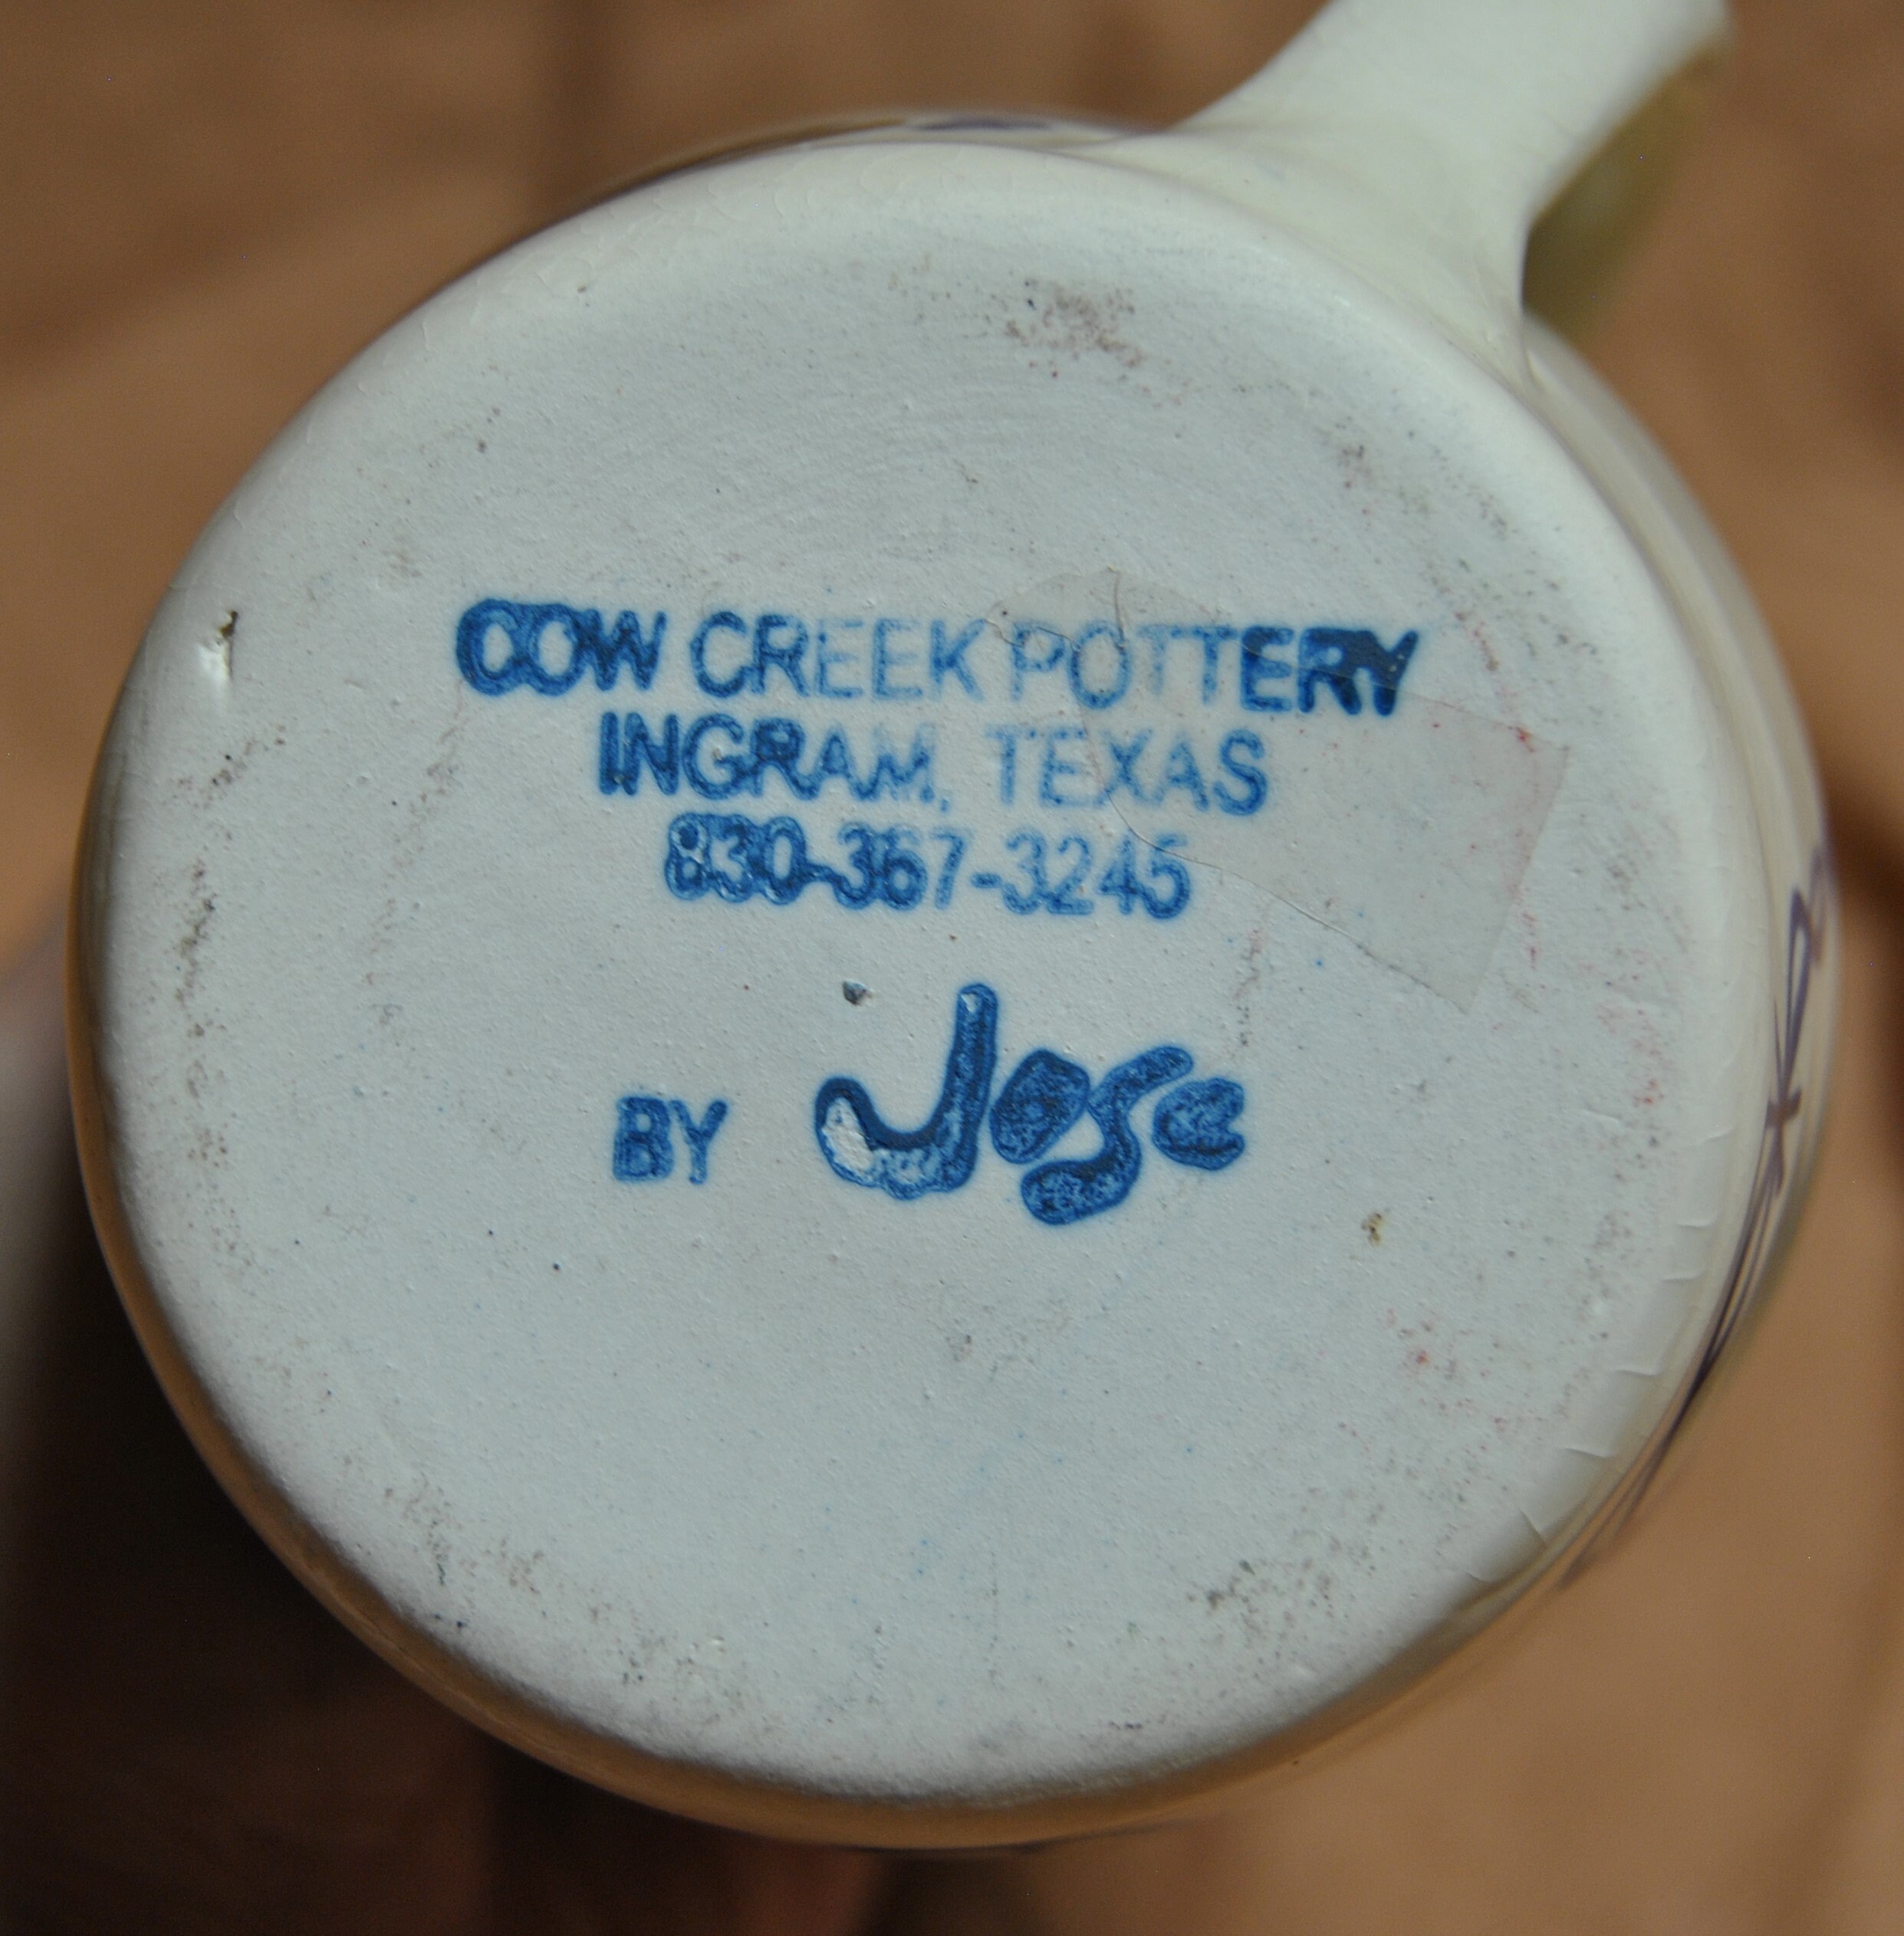 COW CREEK POTTERY
INGRAM, TEXAS
830-367-3245
BY Jose